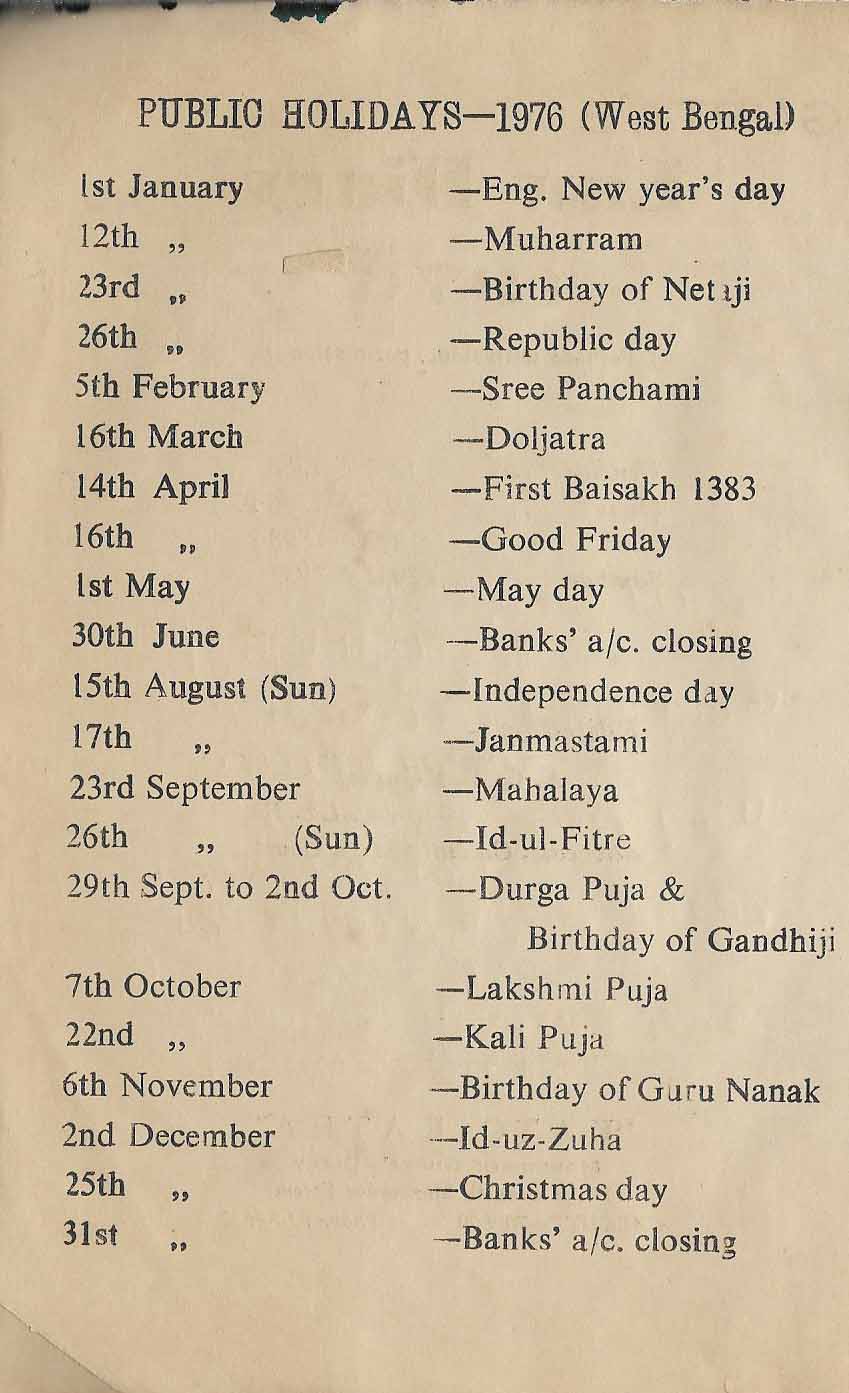 PUBLIC HOLIDAYS—1976 (West Bengal)
1st January —Eng. New year's day
12th „ —Muharram
23rd „ —Birthday of Netaji
26th „ —Republic day
5th February —Sree Panchami
16th March —Doljatra
14th April —First Baisakh 1383
16th „ —Good Friday
1st May —May day
30th June —Banks' a/c. closing
15th August (Sun) —Independence day
17th „ —Janmastami
23rd September —Mahalaya
26th „ (Sun) —Id-ul-Fitre
29th Sept. to 2nd Oct. —Durga Puja &
Birthday of Gandhiji
7th October —Lakshmi Puja
22nd „ —Kali Puja
6th November —Birthday of Guru Nanak
2nd December —Id-uz-Zuha
25th „ —Christmas day
31st „ —Banks' a/c. closing